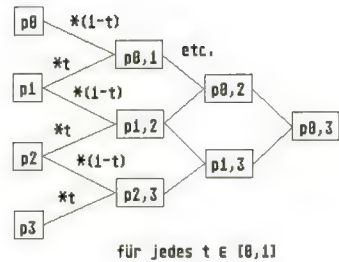 p0
*(1-t)
p0,1
etc.
*t
p1
*(1-t)
p0,2
*t
p1,2
p0,3
p2
*(1-t)
p1,3
*t
p2,3
p3
für jedes t ∈ [0,1]